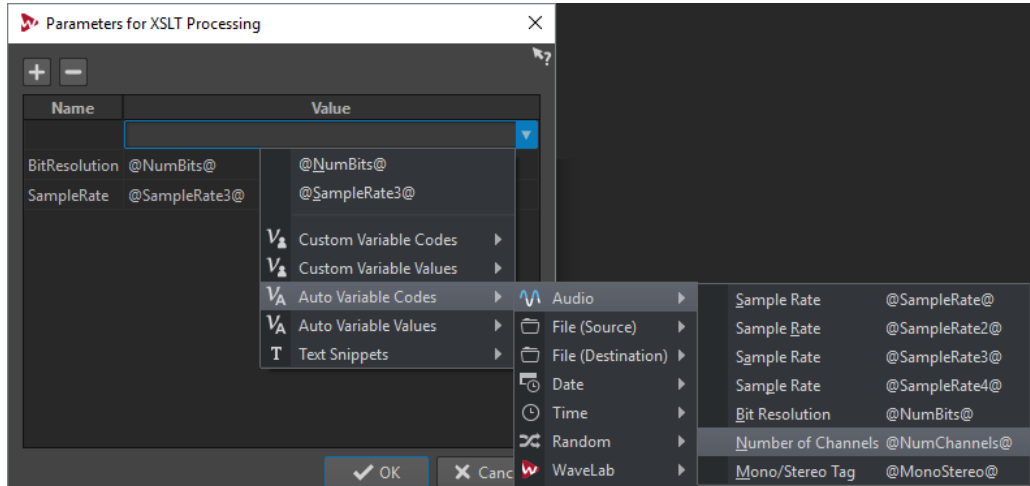 Parameters for XSLT Processing
Name Value
BitResolution @NumBits@
SampleRate @SampleRate3@
@NumBits@
@SampleRate3@
Custom Variable Codes
Custom Variable Values
Auto Variable Codes
Auto Variable Values
T Text Snippets
Audio
File (Source)
File (Destination)
Date
Time
Random
WaveLab
Sample Rate @SampleRate@
Sample Rate @SampleRate2@
Sample Rate @SampleRate3@
Sample Rate @SampleRate4@
Bit Resolution @NumBits@
Number of Channels @NumChannels@
Mono/Stereo Tag @MonoStereo@
OK
Canc